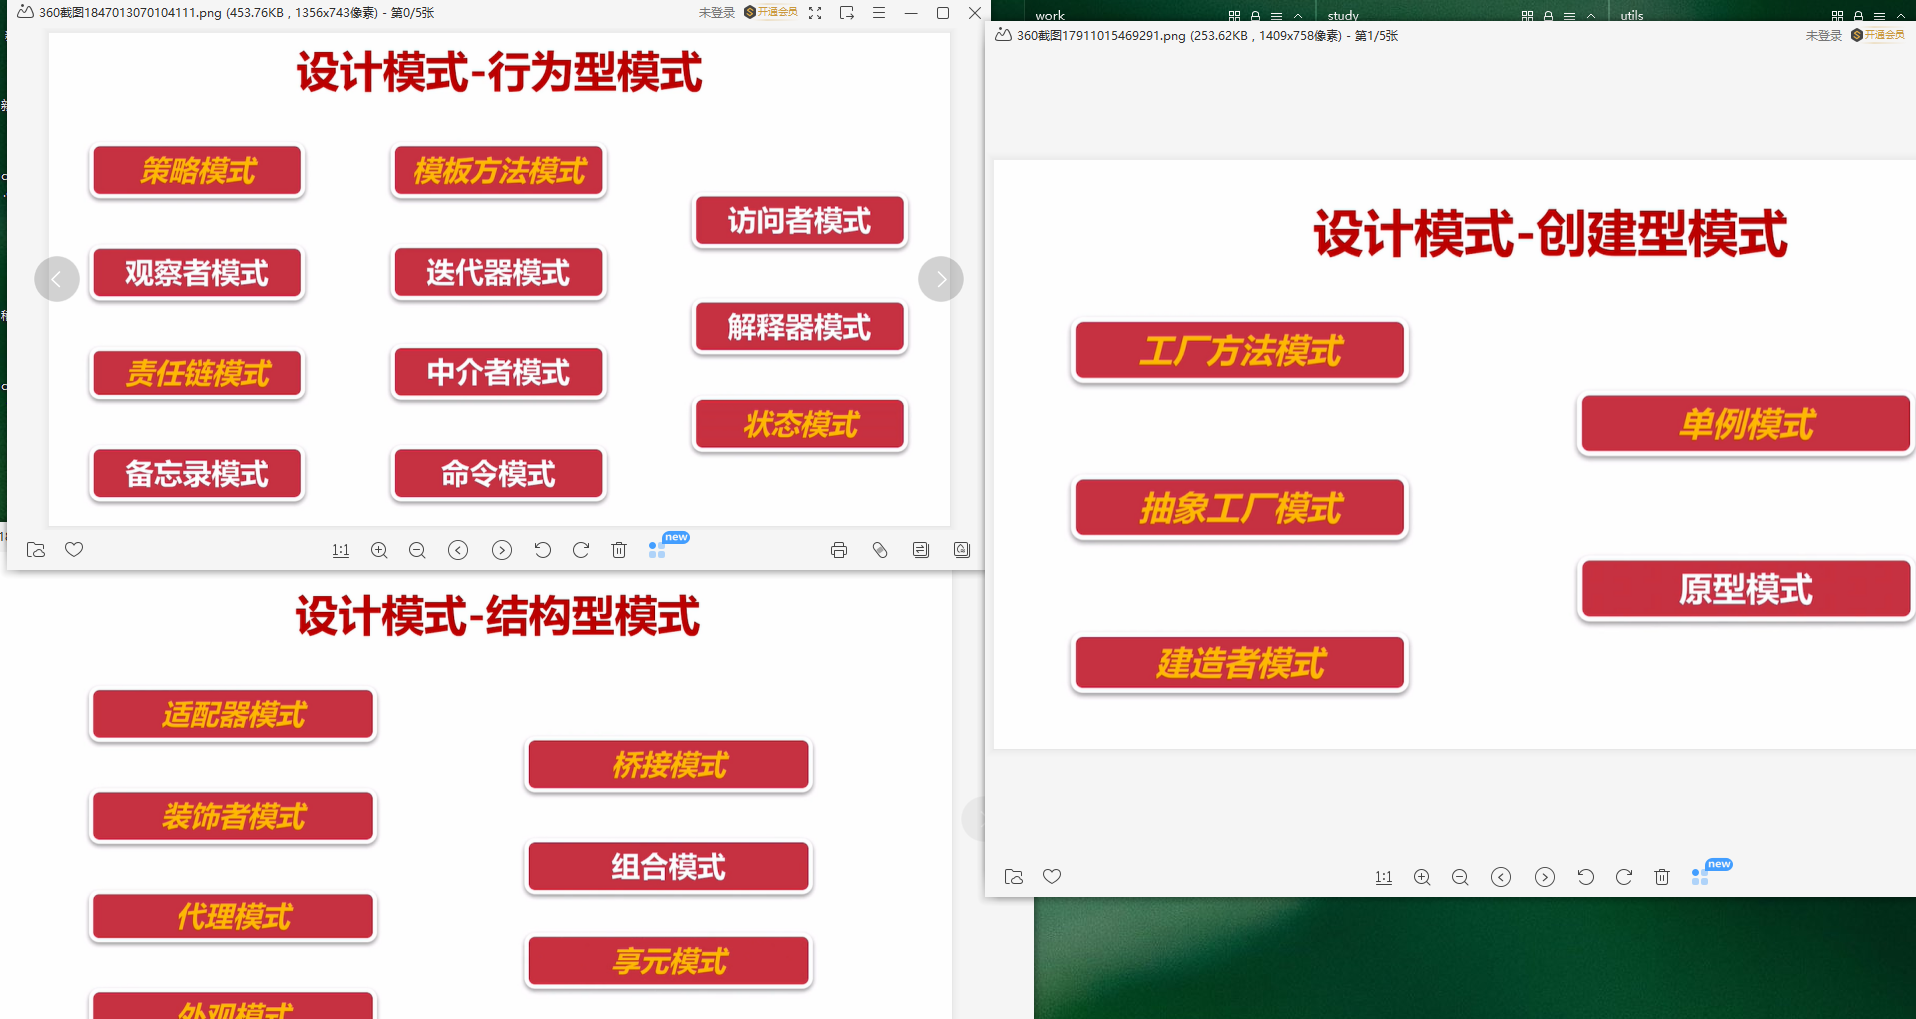 360截图1847013070104111.png (453.76KB , 1356x743像素) - 第0/5张
未登录
开通会员
设计模式-行为型模式
策略模式
模板方法模式
访问者模式
观察者模式
迭代器模式
解释器模式
责任链模式
中介者模式
状态模式
备忘录模式
命令模式
1:1
new
设计模式-结构型模式
适配器模式
桥接模式
装饰者模式
组合模式
代理模式
享元模式
外观模式
work
study
utils
360截图17911015469291.png (253.62KB , 1409x758像素) - 第1/5张
未登录
开通会员
设计模式-创建型模式
工厂方法模式
单例模式
抽象工厂模式
原型模式
建造者模式
1:1
new